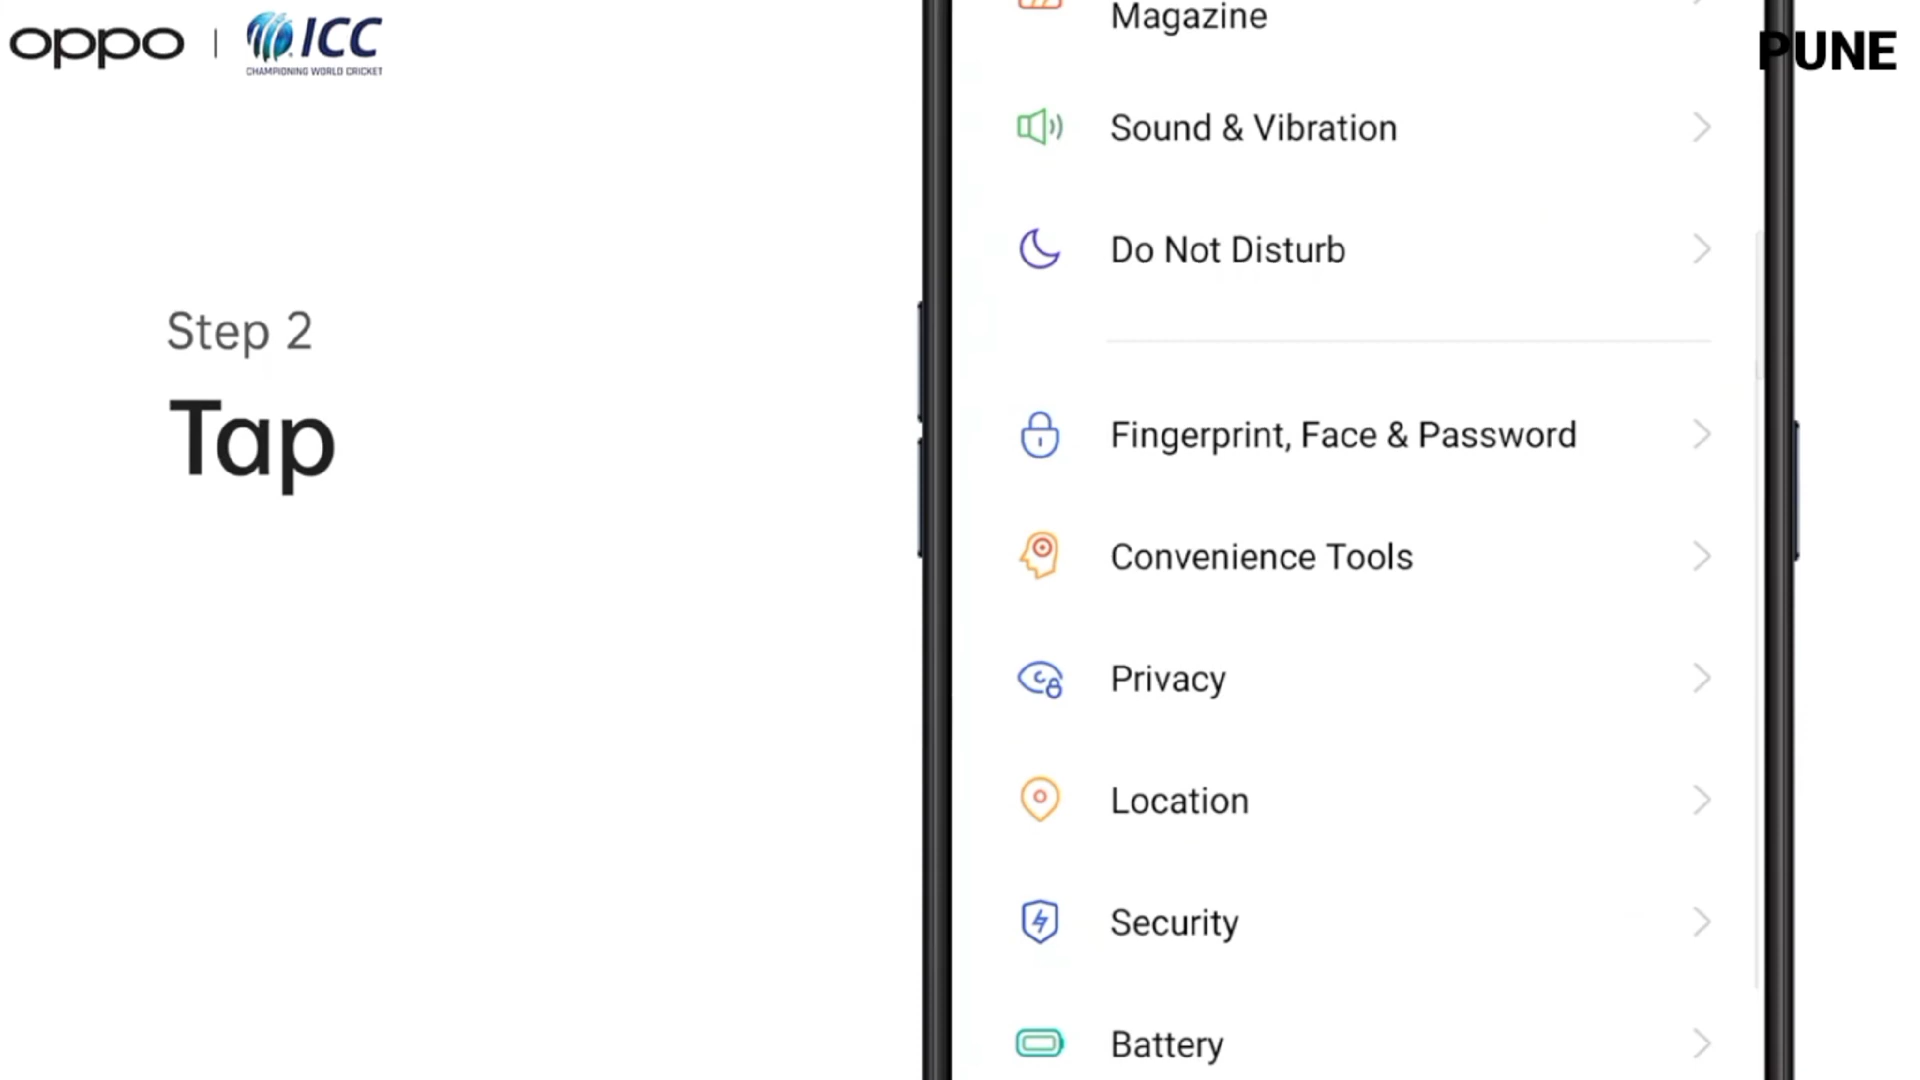 oppo | ICC
CHAMPIONING WORLD CRICKET
PUNE
Step 2
Tap
Magazine
Sound & Vibration
Do Not Disturb
Fingerprint, Face & Password
Convenience Tools
Privacy
Location
Security
Battery